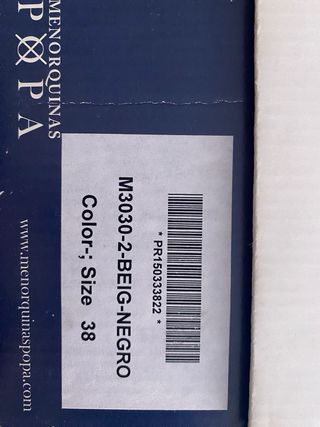 MENORQUINAS
POPA
* PR150333822 *
M3030-2-BEIG-NEGRO
Color-; Size 38
www.menorquinaspopa.com